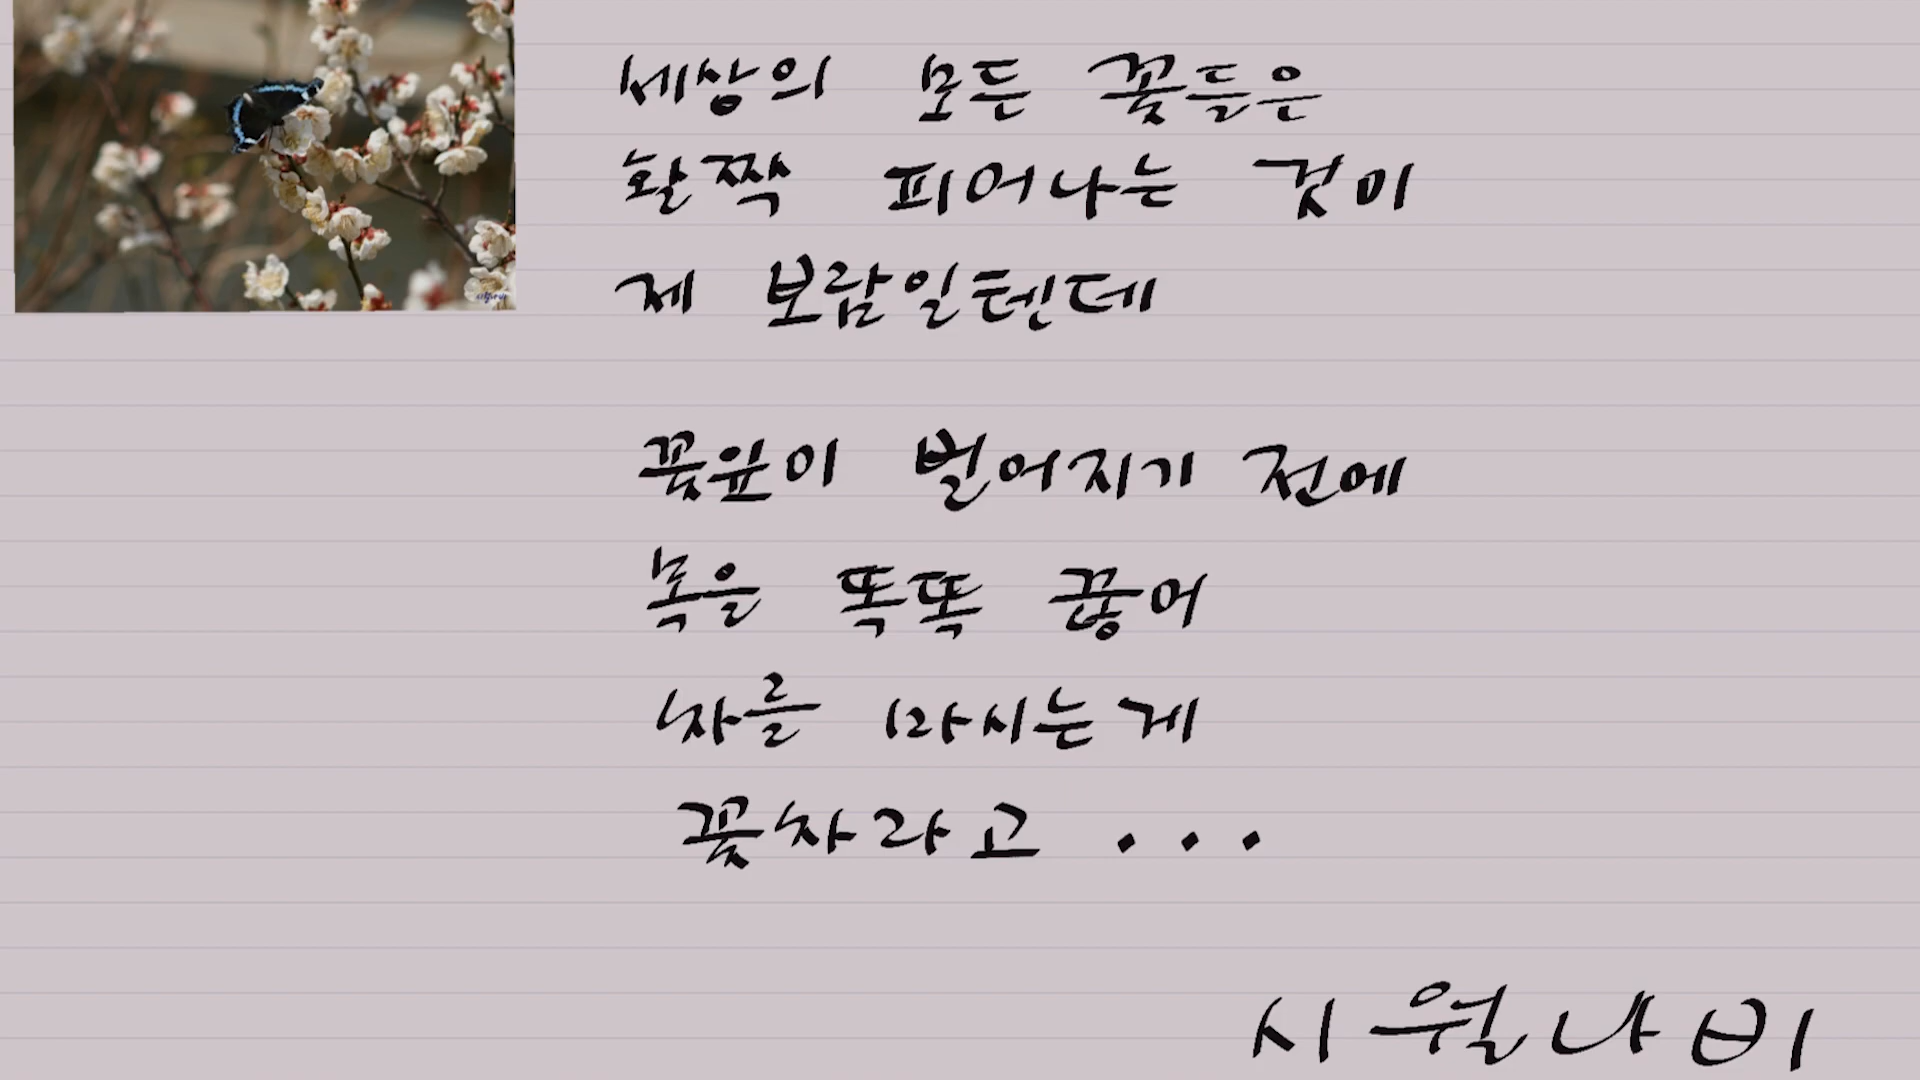 세상의 모든 꽃들은
활짝 피어나는 것이
제 보람일텐데
꽃잎이 벌어지기 전에
목을 똑똑 끊어
차를 마시는게
꽃차라고 ...
시월나비